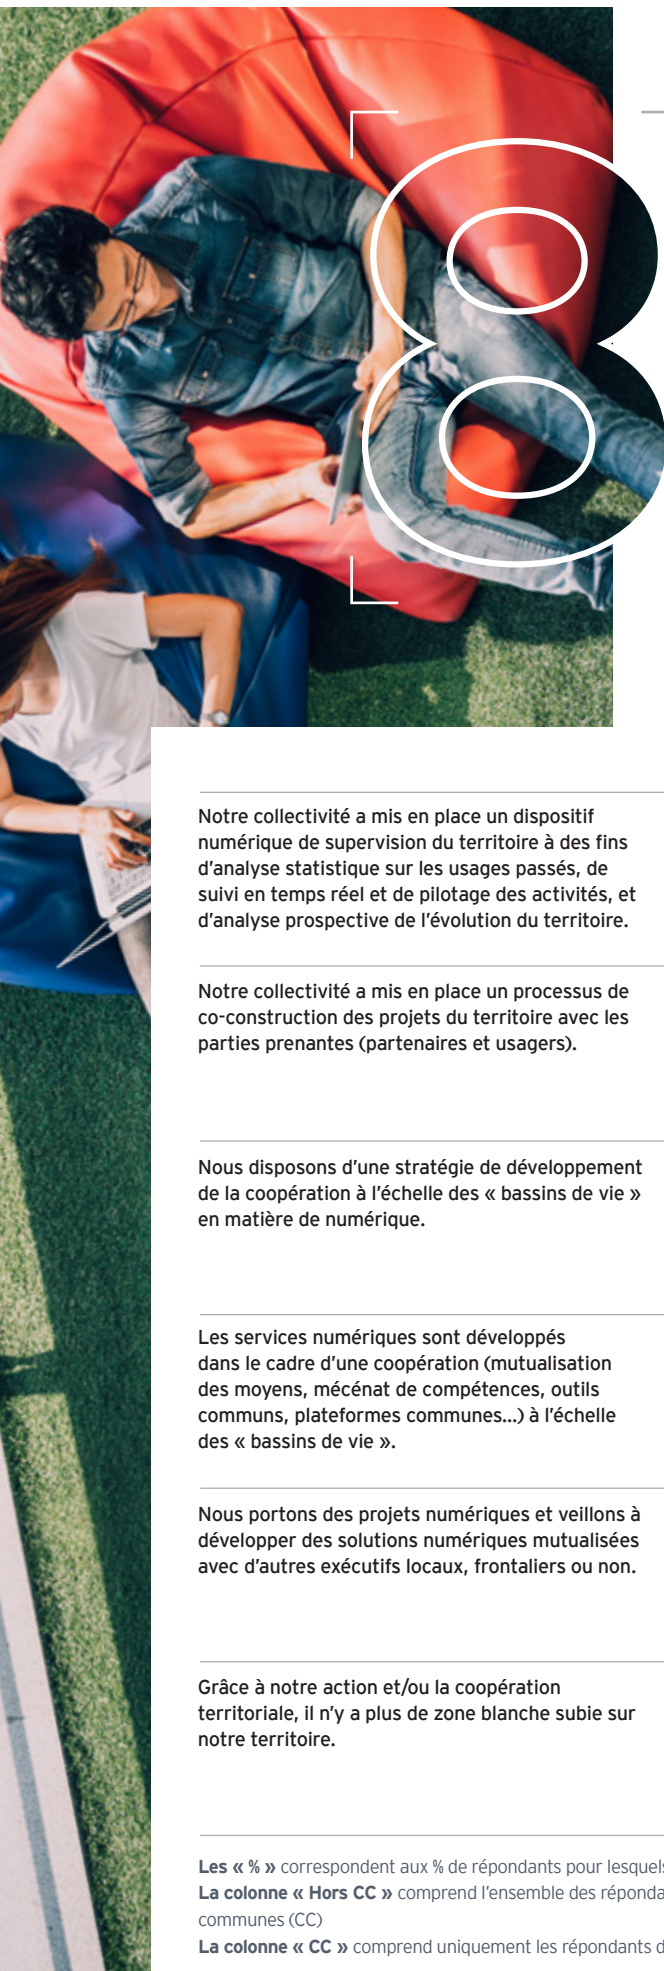 8
Notre collectivité a mis en place un dispositif
numérique de supervision du territoire à des fins
d'analyse statistique sur les usages passés, de
suivi en temps réel et de pilotage des activités, et
d'analyse prospective de l'évolution du territoire.
Notre collectivité a mis en place un processus de
co-construction des projets du territoire avec les
parties prenantes (partenaires et usagers).
Nous disposons d'une stratégie de développement
de la coopération à l'échelle des « bassins de vie »
en matière de numérique.
Les services numériques sont développés
dans le cadre d'une coopération (mutualisation
des moyens, mécénat de compétences, outils
communs, plateformes communes...) à l'échelle
des « bassins de vie ».
Nous portons des projets numériques et veillons à
développer des solutions numériques mutualisées
avec d'autres exécutifs locaux, frontaliers ou non.
Grâce à notre action et/ou la coopération
territoriale, il n'y a plus de zone blanche subie sur
notre territoire.
Les « % » correspondent aux % de répondants pour lesquels
La colonne « Hors CC » comprend l'ensemble des réponda
communes (CC)
La colonne « CC » comprend uniquement les répondants d